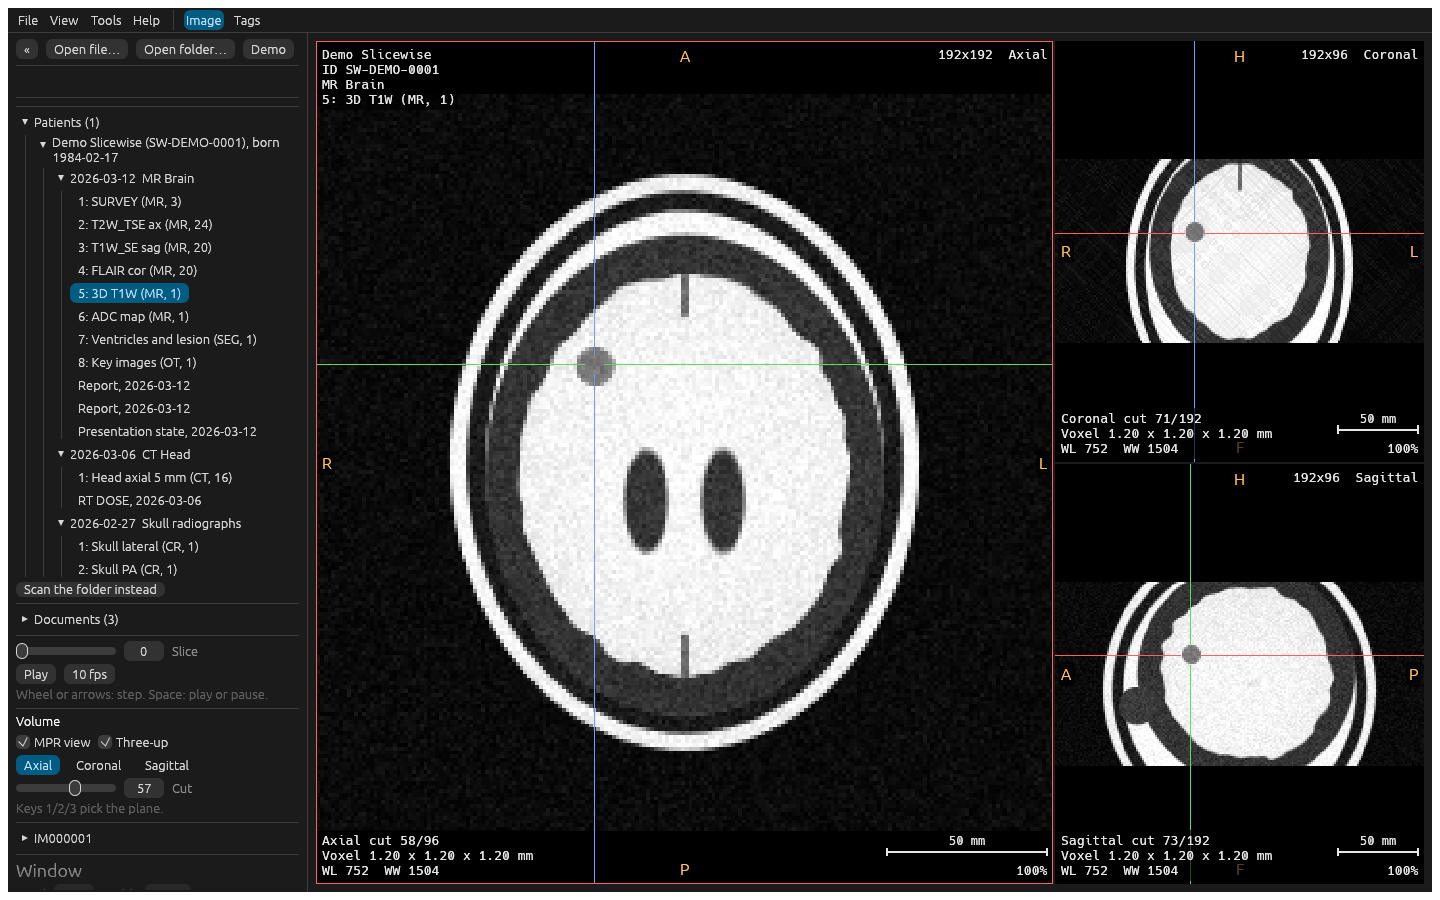 File View Tools Help Image Tags
« Open file... Open folder... Demo
Patients (1)
Demo Slicewise (SW-DEMO-0001), born
1984-02-17
2026-03-12 MR Brain
1: SURVEY (MR, 3)
2: T2W_TSE ax (MR, 24)
3: T1W_SE sag (MR, 20)
4: FLAIR cor (MR, 20)
5: 3D T1W (MR, 1)
6: ADC map (MR, 1)
7: Ventricles and lesion (SEG, 1)
8: Key images (OT, 1)
Report, 2026-03-12
Report, 2026-03-12
Presentation state, 2026-03-12
2026-03-06 CT Head
1: Head axial 5 mm (CT, 16)
RT DOSE, 2026-03-06
2026-02-27 Skull radiographs
1: Skull lateral (CR, 1)
2: Skull PA (CR, 1)
Scan the folder instead
Documents (3)
0 Slice
Play 10 fps
Wheel or arrows: step. Space: play or pause.
Volume
MPR view Three-up
Axial Coronal Sagittal
57 Cut
Keys 1/2/3 pick the plane.
IM000001
Window
Demo Slicewise
ID SW-DEMO-0001
MR Brain
5: 3D T1W (MR, 1)
A
192x192 Axial
R
L
Axial cut 58/96
Voxel 1.20 x 1.20 x 1.20 mm
WL 752 WW 1504
P
50 mm
100%
H
192x96 Coronal
R
L
Coronal cut 71/192
Voxel 1.20 x 1.20 x 1.20 mm
WL 752 WW 1504
F
50 mm
100%
H
192x96 Sagittal
A
P
Sagittal cut 73/192
Voxel 1.20 x 1.20 x 1.20 mm
WL 752 WW 1504
F
50 mm
100%